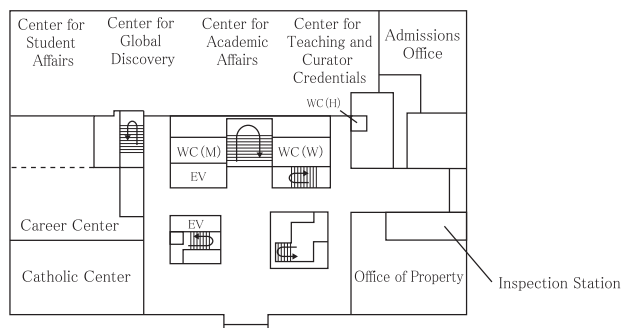 Center for
Student
Affairs
Center for
Global
Discovery
Center for
Academic
Affairs
Center for
Teaching and
Curator
Credentials
Admissions
Office
WC(H)
WC(M)
WC(W)
EV
EV
Career Center
Catholic Center
Office of Property
Inspection Station